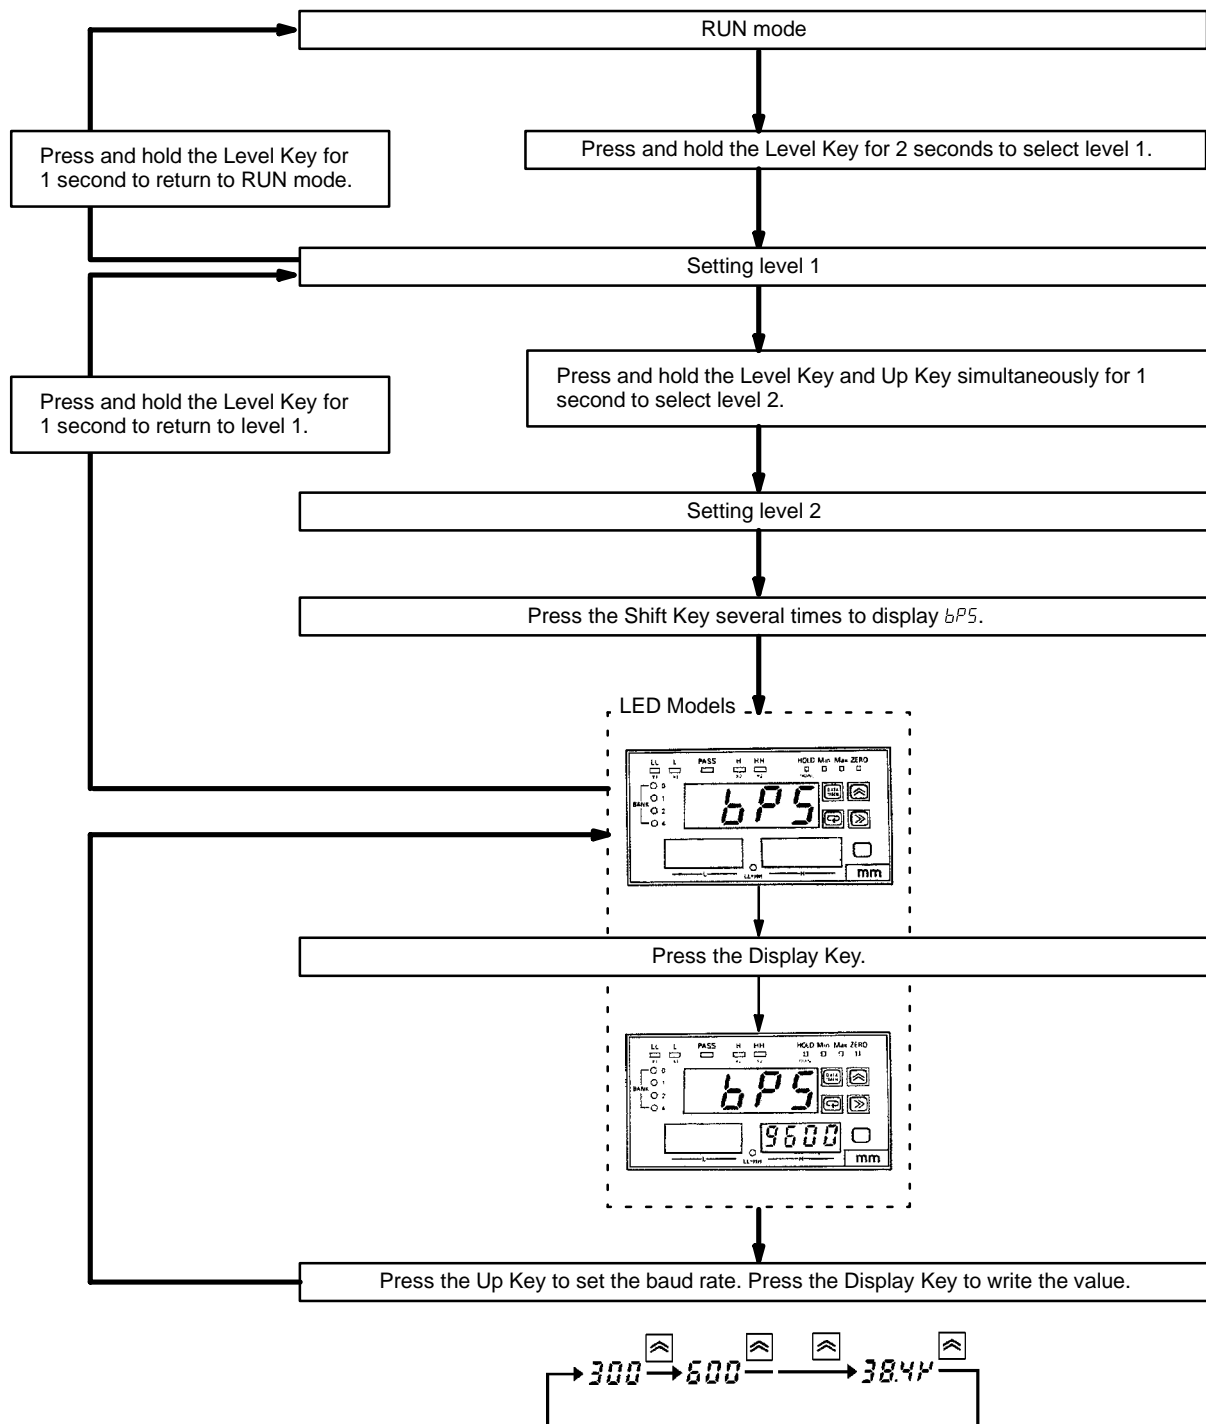 RUN mode
Press and hold the Level Key for
1 second to return to RUN mode.
Press and hold the Level Key for 2 seconds to select level 1.
Setting level 1
Press and hold the Level Key and Up Key simultaneously for 1
second to select level 2.
Press and hold the Level Key for
1 second to return to level 1.
Setting level 2
Press the Shift Key several times to display bPS.
LED Models
LL L PASS H HH HOLD Min Max ZERO
BANK 0 1 2 4
bPS
L LL•HH H
mm
Press the Display Key.
LL L PASS H HH HOLD Min Max ZERO
BANK 0 1 2 4
bPS
9600
L LL•HH H
mm
Press the Up Key to set the baud rate. Press the Display Key to write the value.
300 600 38.4k